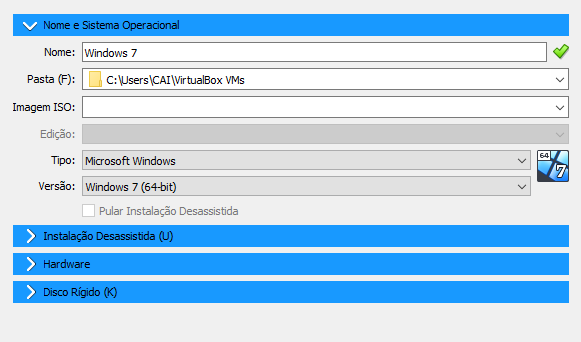 Nome e Sistema Operacional
Nome: Windows 7
Pasta (F): C:\Users\CAI\VirtualBox VMs
Imagem ISO:
Edição:
Tipo: Microsoft Windows
64
7
Versão: Windows 7 (64-bit)
Pular Instalação Desassistida
Instalação Desassistida (U)
Hardware
Disco Rígido (K)